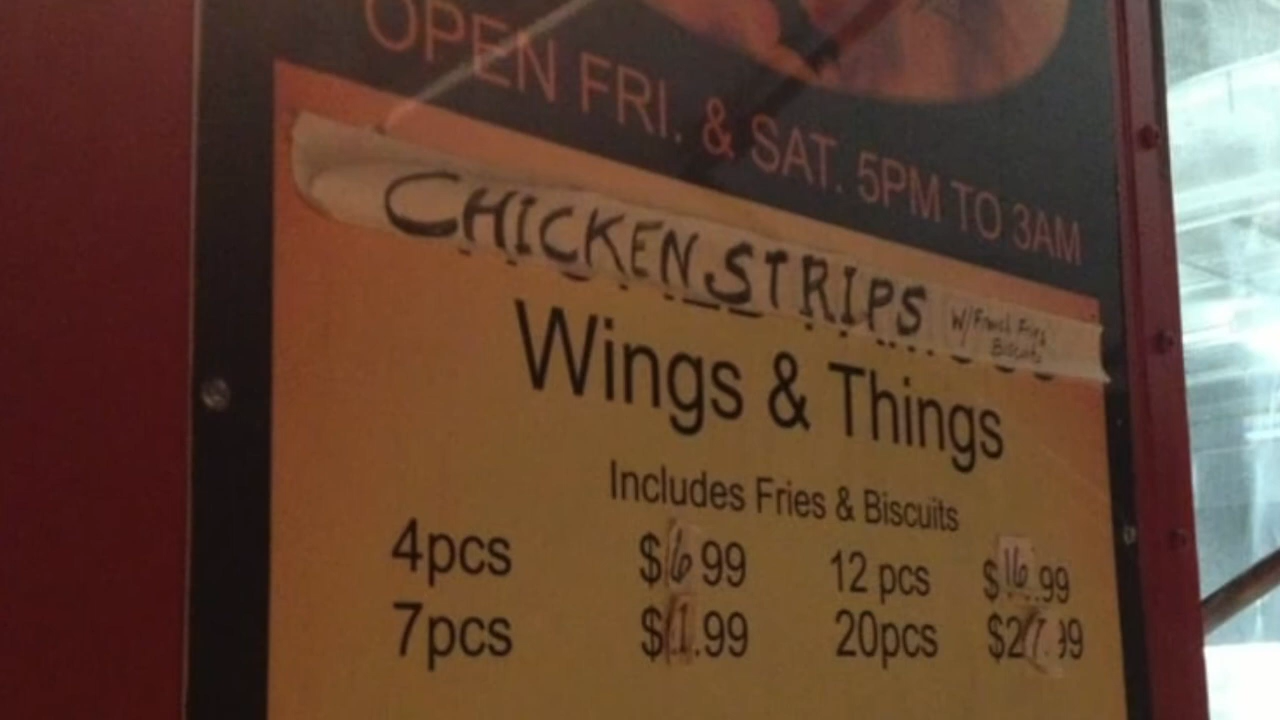 OPEN FRI. & SAT. 5PM TO 3AM
CHICKEN STRIPS W/French Fries
Biscuits
Wings & Things
Includes Fries & Biscuits
4pcs $6.99 12 pcs $16.99
7pcs $11.99 20pcs $27.99